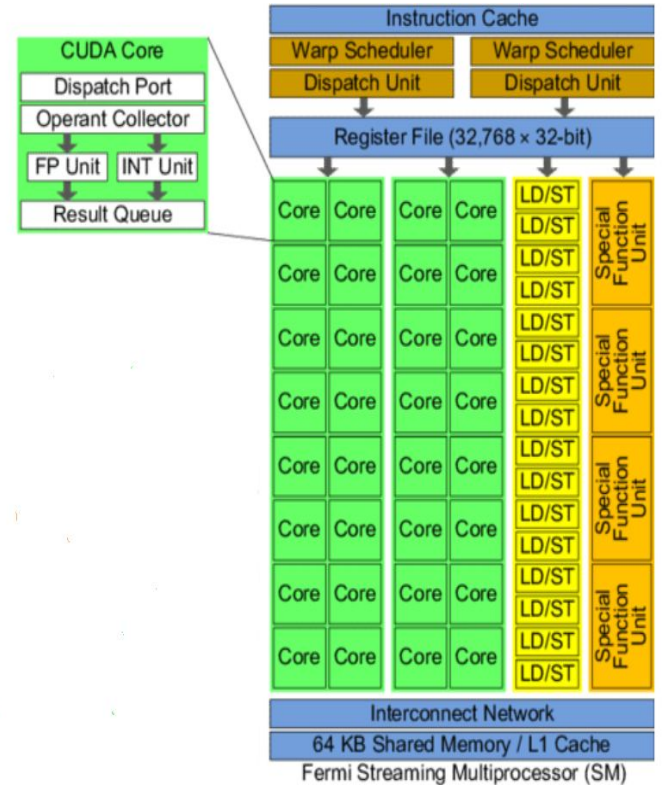 Instruction Cache
CUDA Core
Warp Scheduler Warp Scheduler
Dispatch Port
Dispatch Unit Dispatch Unit
Operant Collector
Register File (32,768 × 32-bit)
FP Unit INT Unit
Result Queue
Core Core Core Core LD/ST Special Function Unit
LD/ST
Core Core Core Core LD/ST
LD/ST
Core Core Core Core LD/ST Special Function Unit
LD/ST
Core Core Core Core LD/ST
LD/ST
Core Core Core Core LD/ST Special Function Unit
LD/ST
Core Core Core Core LD/ST
LD/ST
Core Core Core Core LD/ST Special Function Unit
LD/ST
Core Core Core Core LD/ST
LD/ST
Interconnect Network
64 KB Shared Memory / L1 Cache
Fermi Streaming Multiprocessor (SM)